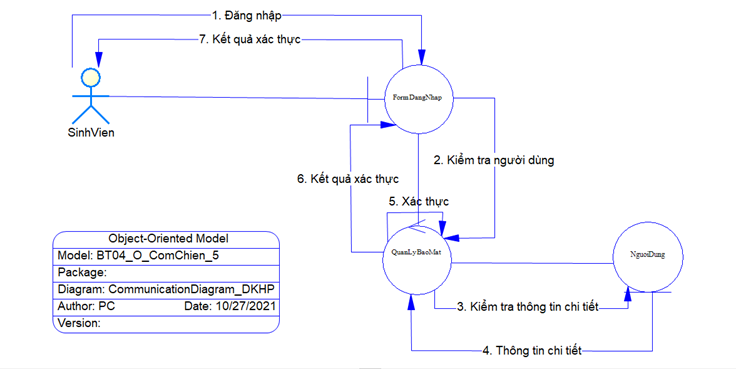 1. Đăng nhập
7. Kết quả xác thực
FormDangNhap
SinhVien
2. Kiểm tra người dùng
6. Kết quả xác thực
5. Xác thực
QuanLyBaoMat
NguoiDung
3. Kiểm tra thông tin chi tiết
4. Thông tin chi tiết
Object-Oriented Model
Model: BT04_O_ComChien_5
Package:
Diagram: CommunicationDiagram_DKHP
Author: PC Date: 10/27/2021
Version: